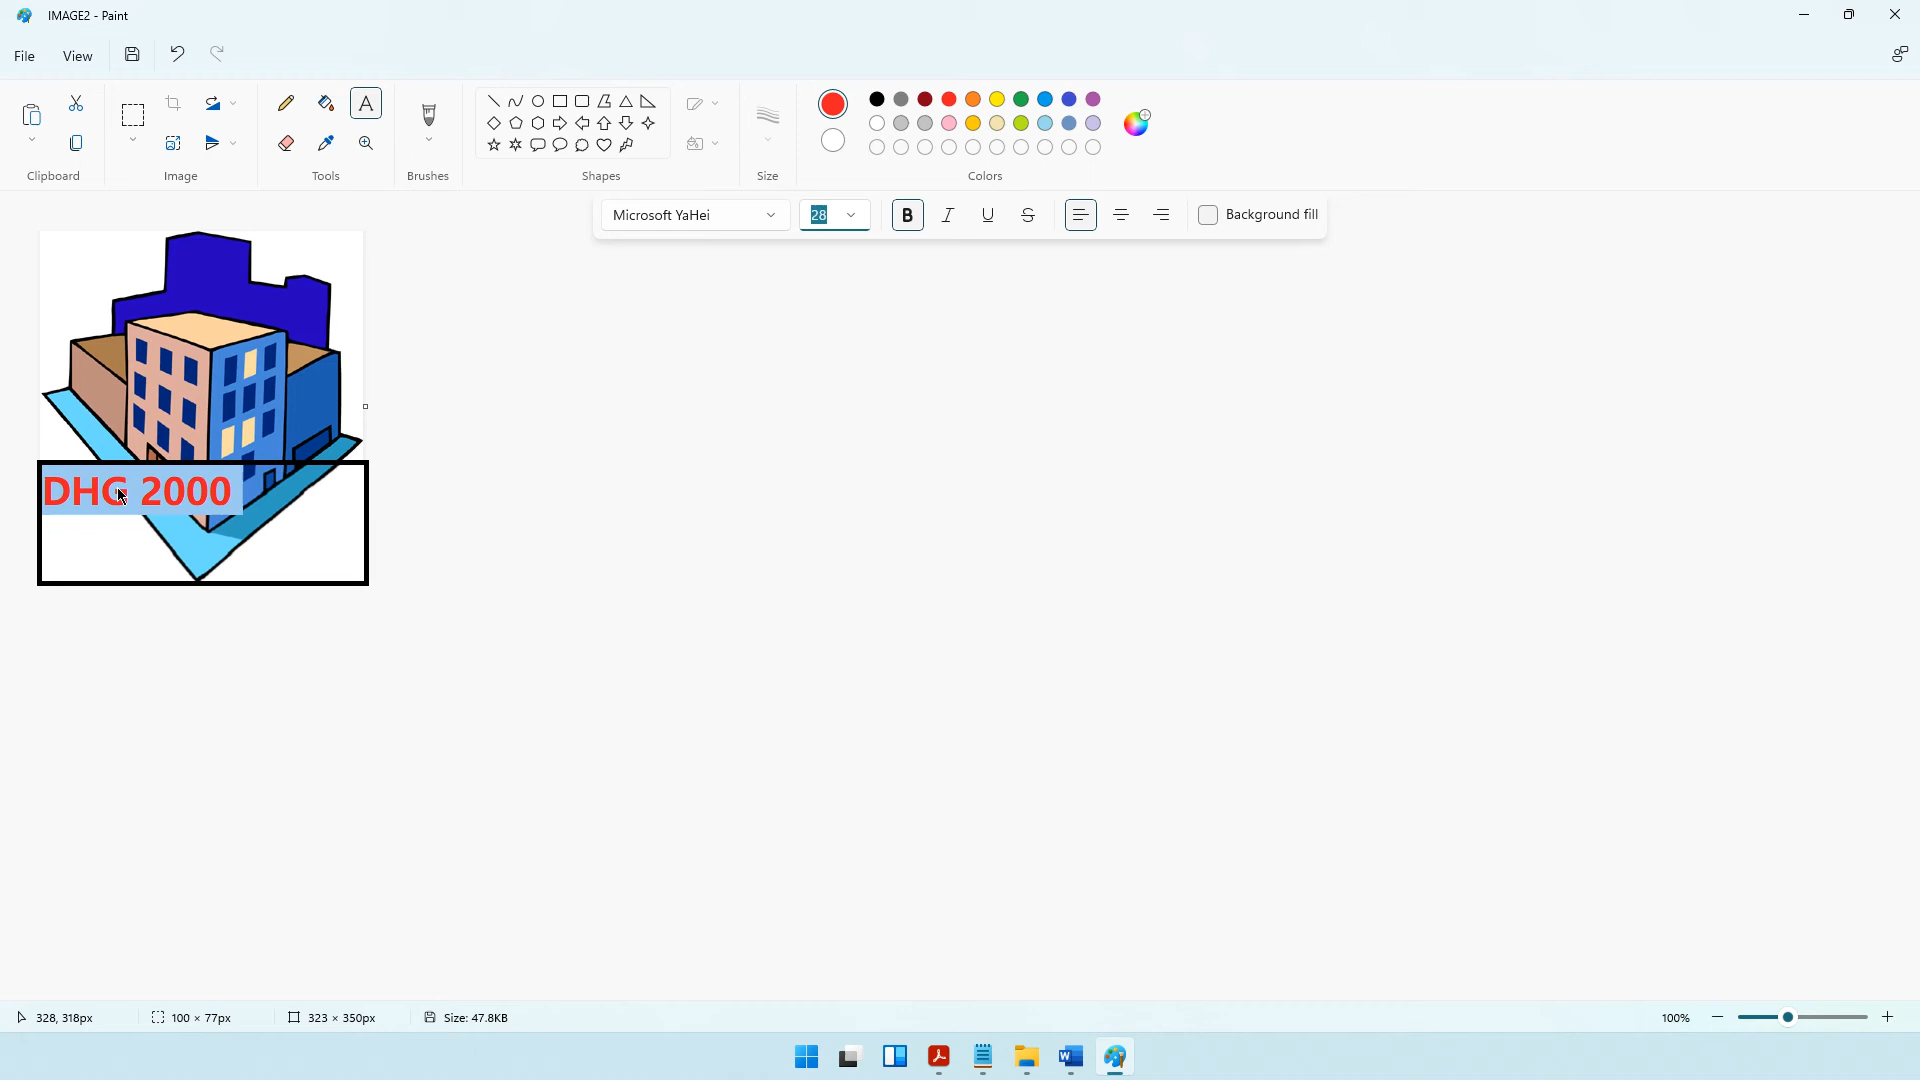 IMAGE2 - Paint
File
View
Clipboard
Image
Tools
Brushes
Shapes
Size
Colors
Microsoft YaHei
28
B
Background fill
DHG 2000
328, 318px
100 × 77px
323 × 350px
Size: 47.8KB
100%